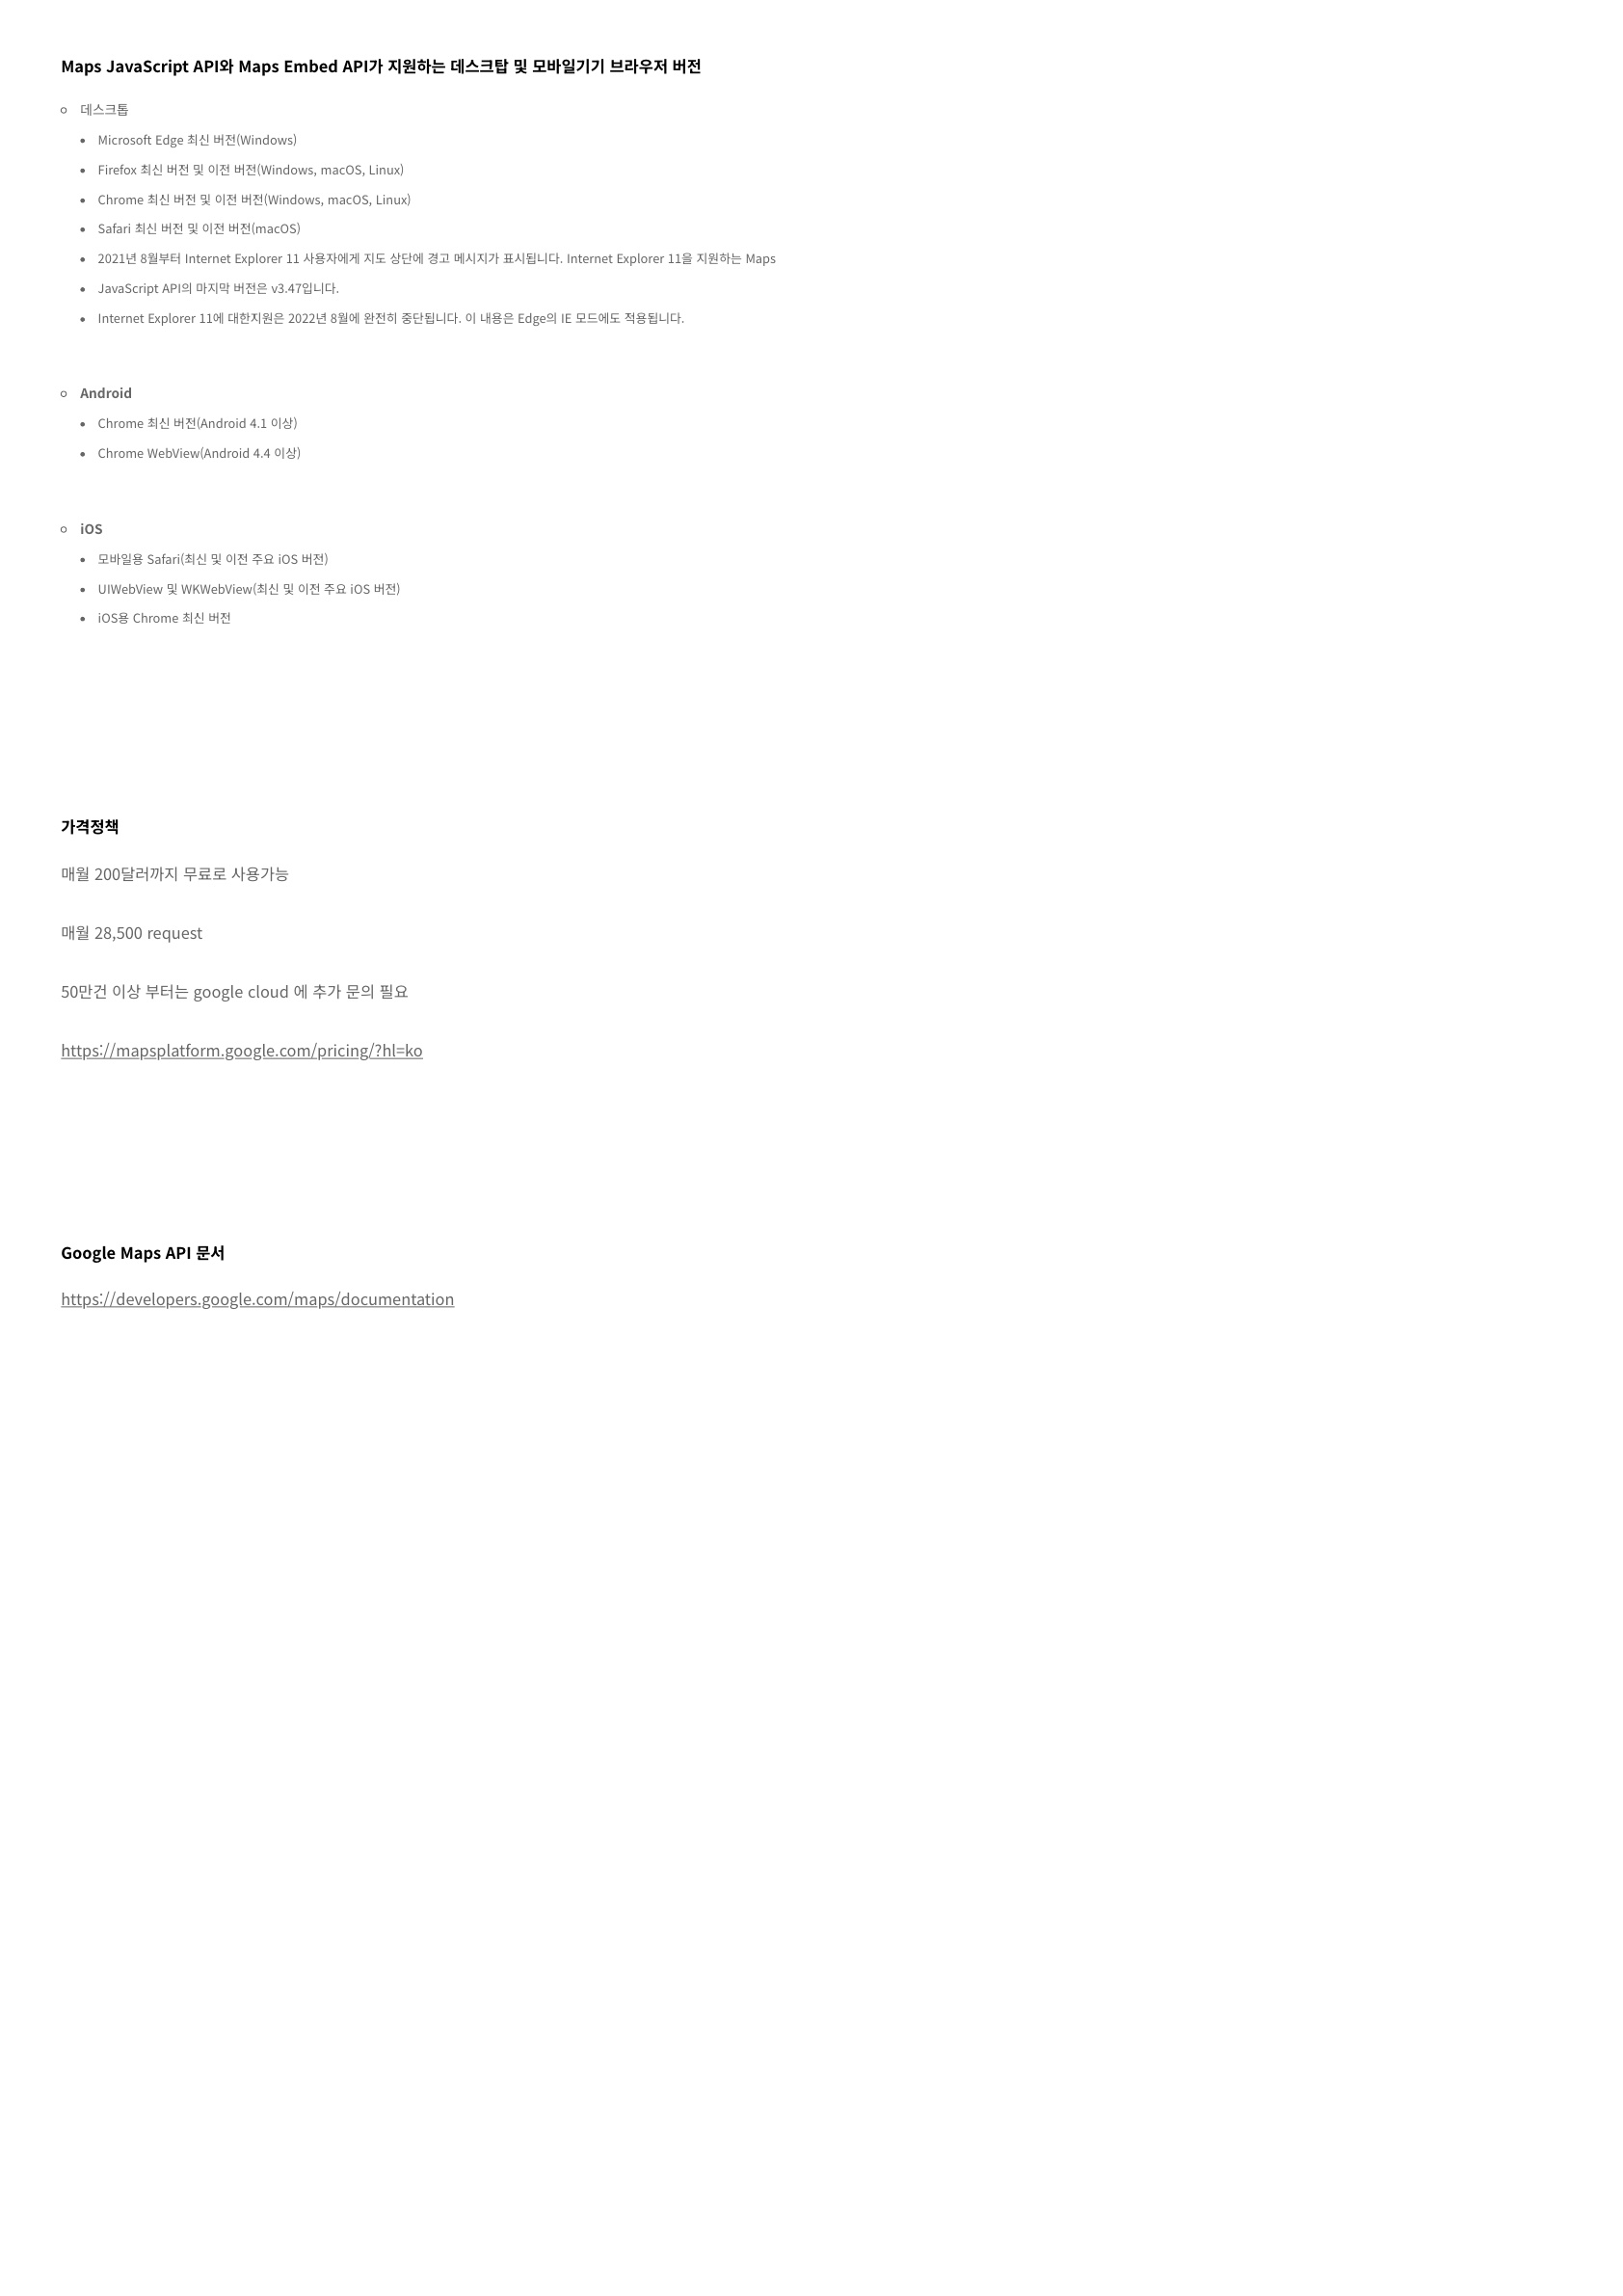 Maps JavaScript API와 Maps Embed API가 지원하는 데스크탑 및 모바일기기 브라우저 버전
데스크톱
Microsoft Edge 최신 버전(Windows)
Firefox 최신 버전 및 이전 버전(Windows, macOS, Linux)
Chrome 최신 버전 및 이전 버전(Windows, macOS, Linux)
Safari 최신 버전 및 이전 버전(macOS)
2021년 8월부터 Internet Explorer 11 사용자에게 지도 상단에 경고 메시지가 표시됩니다. Internet Explorer 11을 지원하는 Maps
JavaScript API의 마지막 버전은 v3.47입니다.
Internet Explorer 11에 대한지원은 2022년 8월에 완전히 중단됩니다. 이 내용은 Edge의 IE 모드에도 적용됩니다.
Android
Chrome 최신 버전(Android 4.1 이상)
Chrome WebView(Android 4.4 이상)
iOS
모바일용 Safari(최신 및 이전 주요 iOS 버전)
UIWebView 및 WKWebView(최신 및 이전 주요 iOS 버전)
iOS용 Chrome 최신 버전
가격정책
매월 200달러까지 무료로 사용가능
매월 28,500 request
50만건 이상 부터는 google cloud 에 추가 문의 필요
https://mapsplatform.google.com/pricing/?hl=ko
Google Maps API 문서
https://developers.google.com/maps/documentation